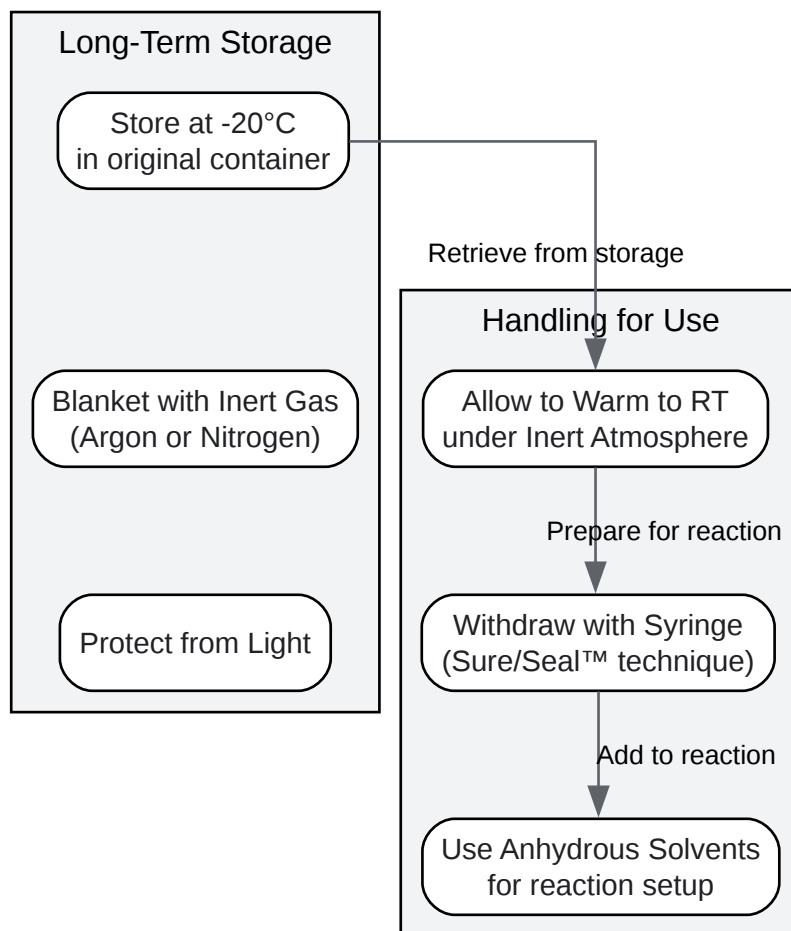 Long-Term Storage
Store at -20°C
in original container
Blanket with Inert Gas
(Argon or Nitrogen)
Protect from Light
Retrieve from storage
Handling for Use
Allow to Warm to RT
under Inert Atmosphere
Prepare for reaction
Withdraw with Syringe
(Sure/Seal™ technique)
Add to reaction
Use Anhydrous Solvents
for reaction setup